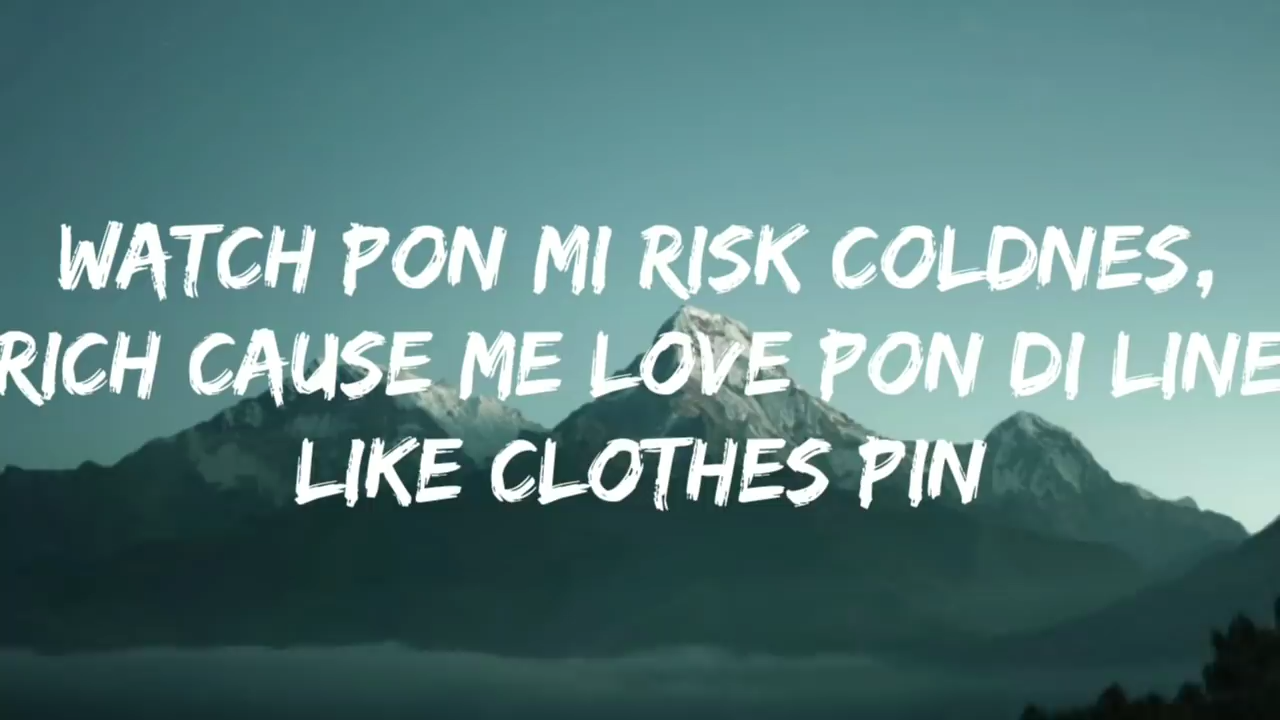 WATCH PON MI RISK COLDNES,
RICH CAUSE ME LOVE PON DI LINE
LIKE CLOTHES PIN